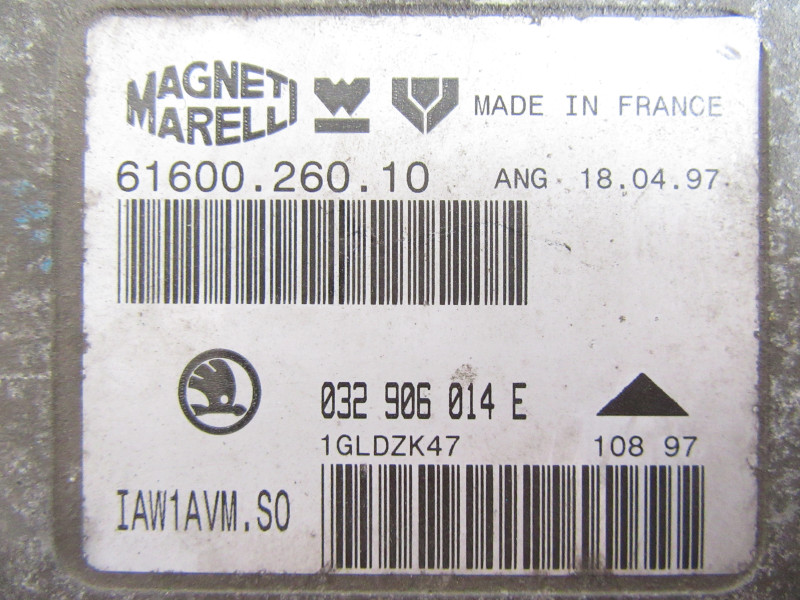 MAGNETI
MARELLI
MADE IN FRANCE
61600.260.10 ANG 18.04.97
032 906 014 E
1GLDZK47 108 97
IAW1AVM.S0